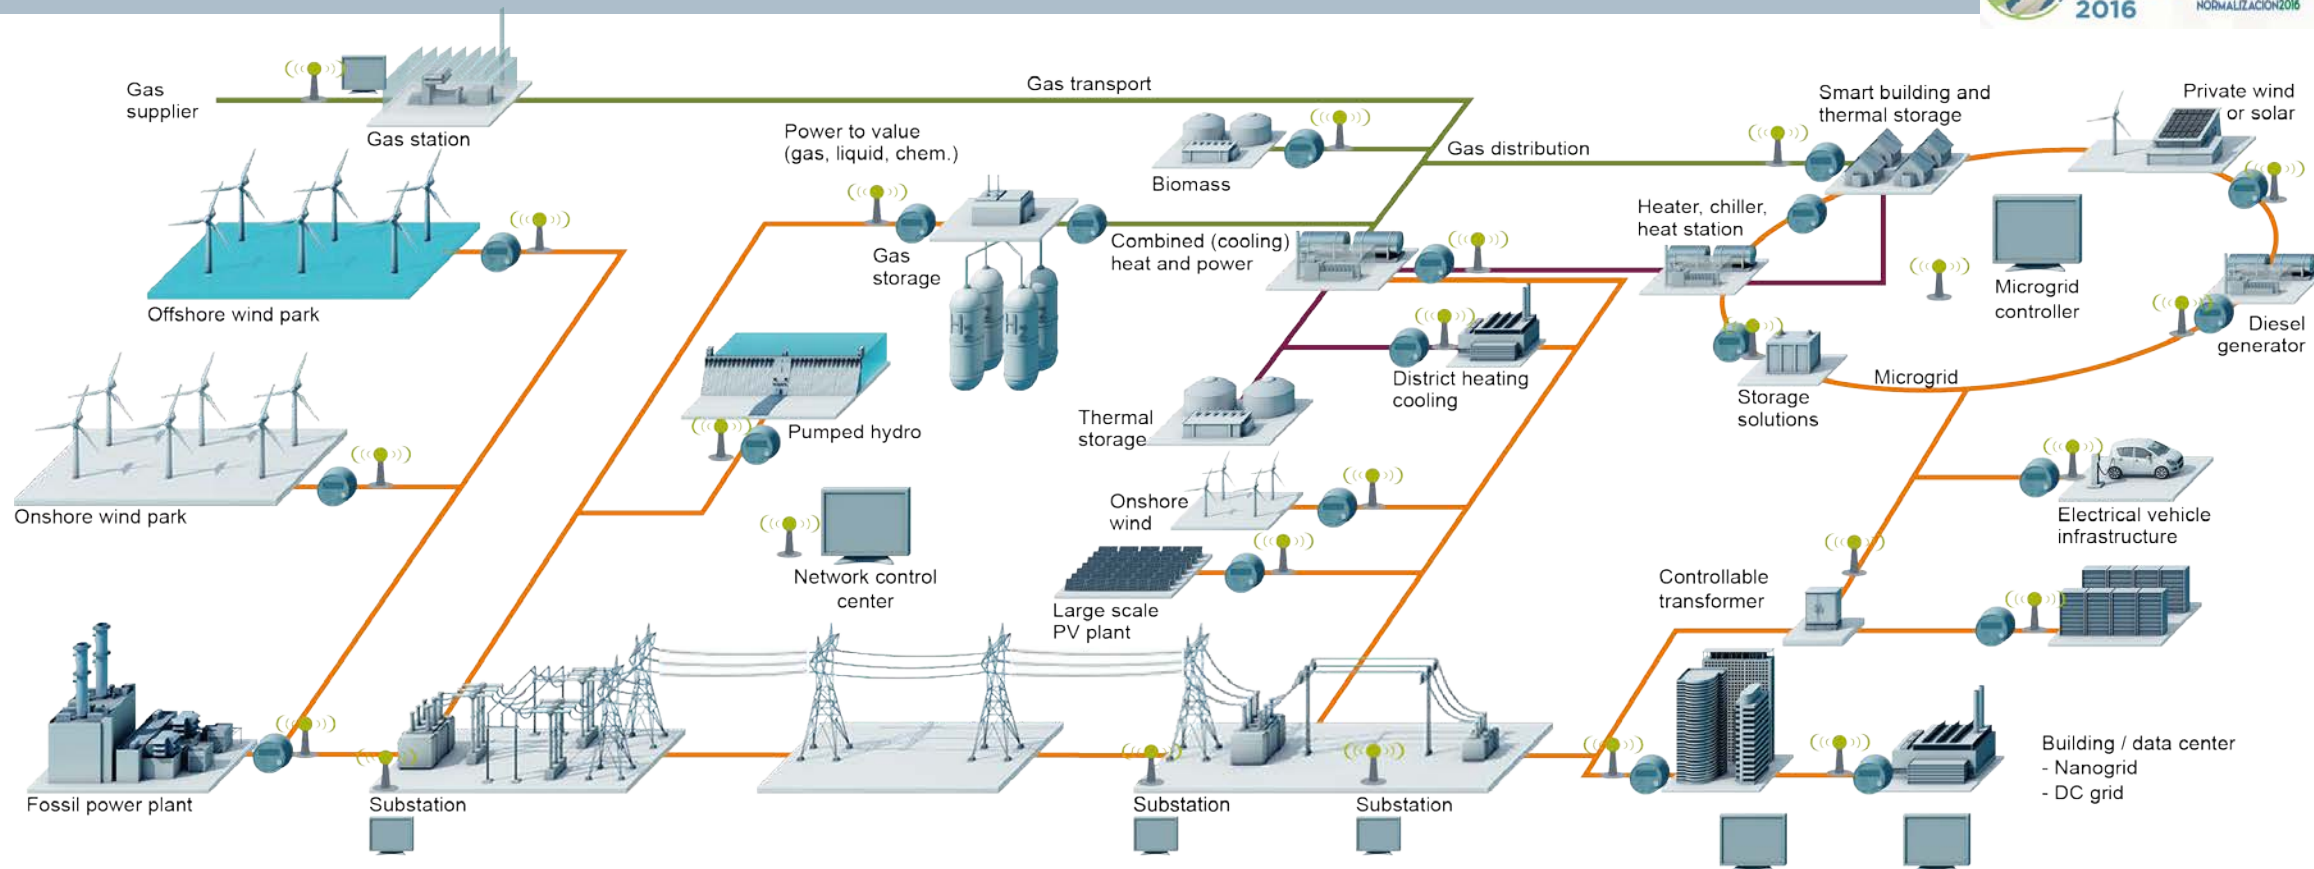 2016
NORMALIZACIÓN2016
Gas
supplier
Gas station
Gas transport
Power to value
(gas, liquid, chem.)
Biomass
Gas distribution
Smart building and
thermal storage
Private wind
or solar
Offshore wind park
Gas
storage
H₂
H₂
Combined (cooling)
heat and power
Heater, chiller,
heat station
Microgrid
controller
Diesel
generator
Pumped hydro
District heating
cooling
Thermal
storage
Microgrid
Storage
solutions
Onshore wind park
Onshore
wind
Network control
center
Large scale
PV plant
Electrical vehicle
infrastructure
Controllable
transformer
Fossil power plant
Substation
Substation
Substation
Building / data center
- Nanogrid
- DC grid